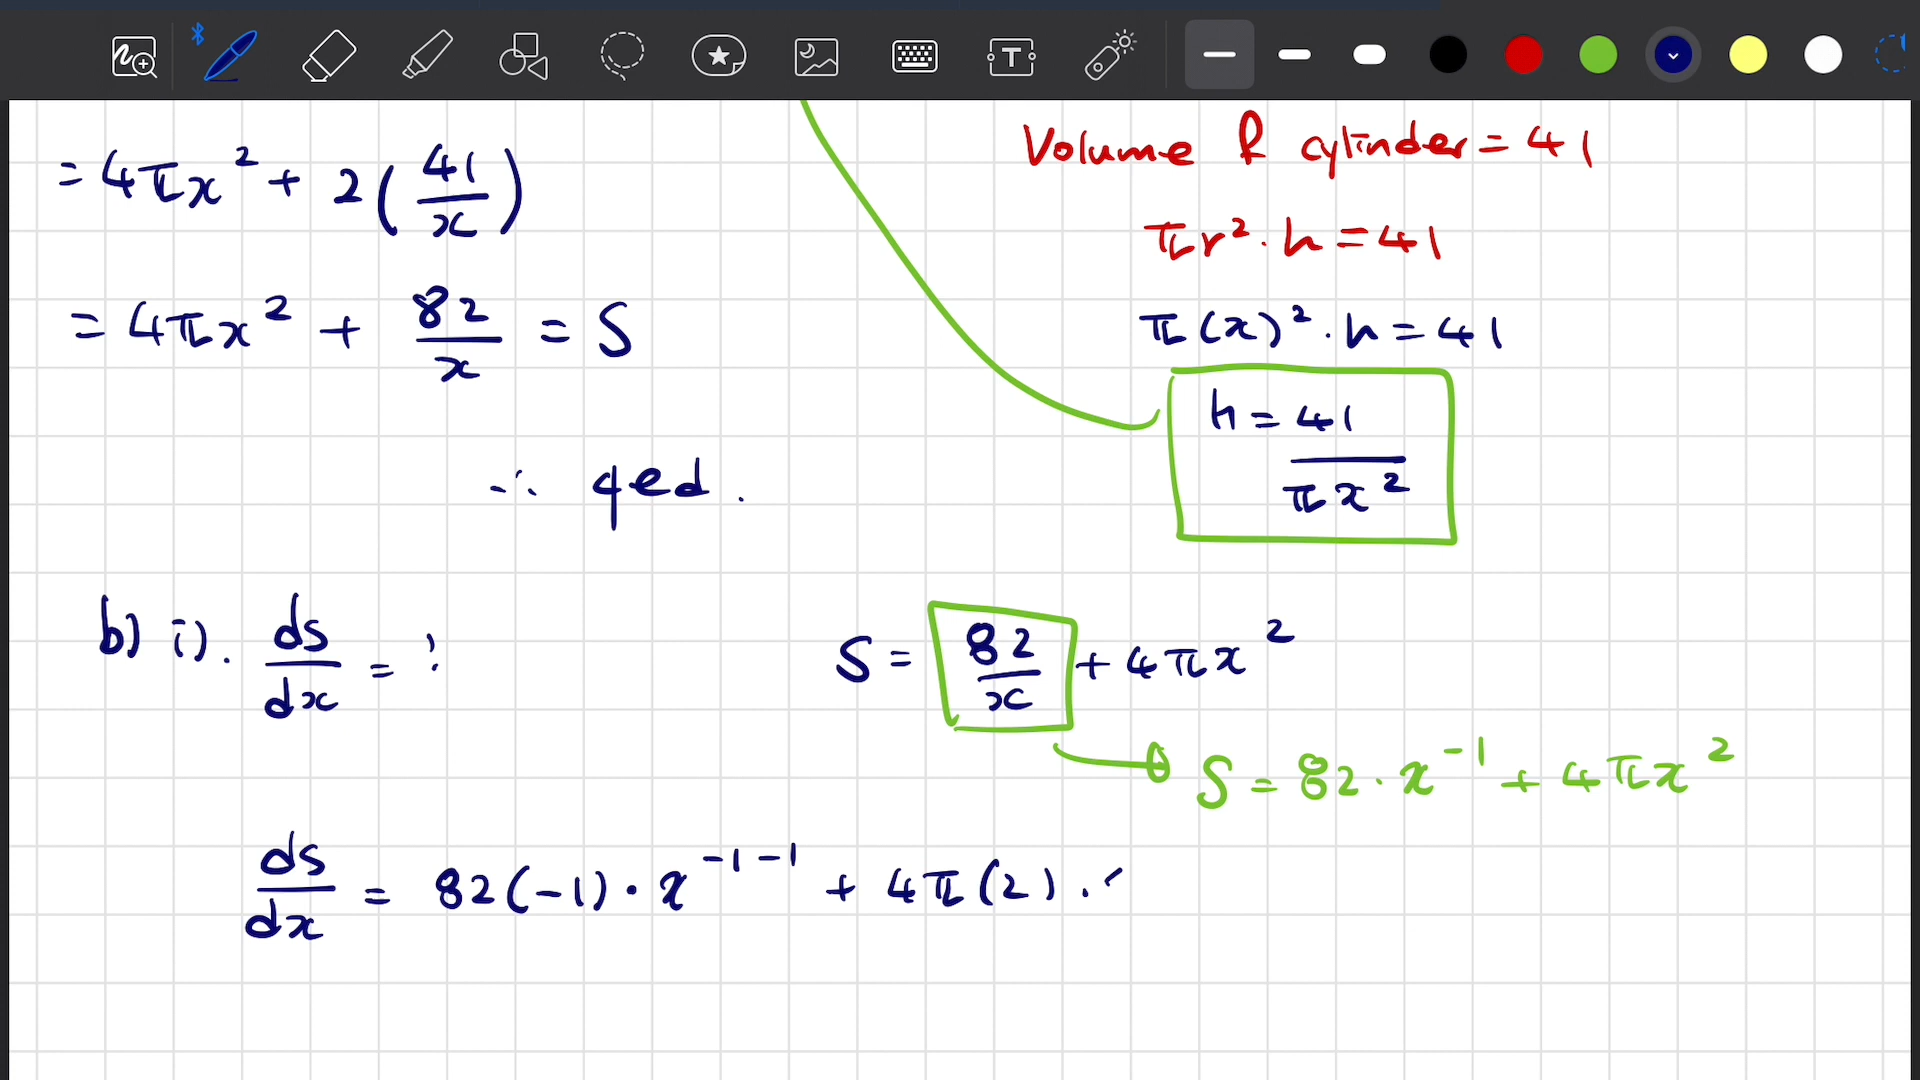 = 4πx² + 2(41/x)
= 4πx² + 82/x = S
∴ qed.
Volume of cylinder = 41
πr². h = 41
π(x)². h = 41
h = 41/πx²
b) i). ds/dx = ?
S = 82/x + 4πx²
S = 82 · x⁻¹ + 4πx²
ds/dx = 82(-1) · x⁻¹⁻¹ + 4π(2) .